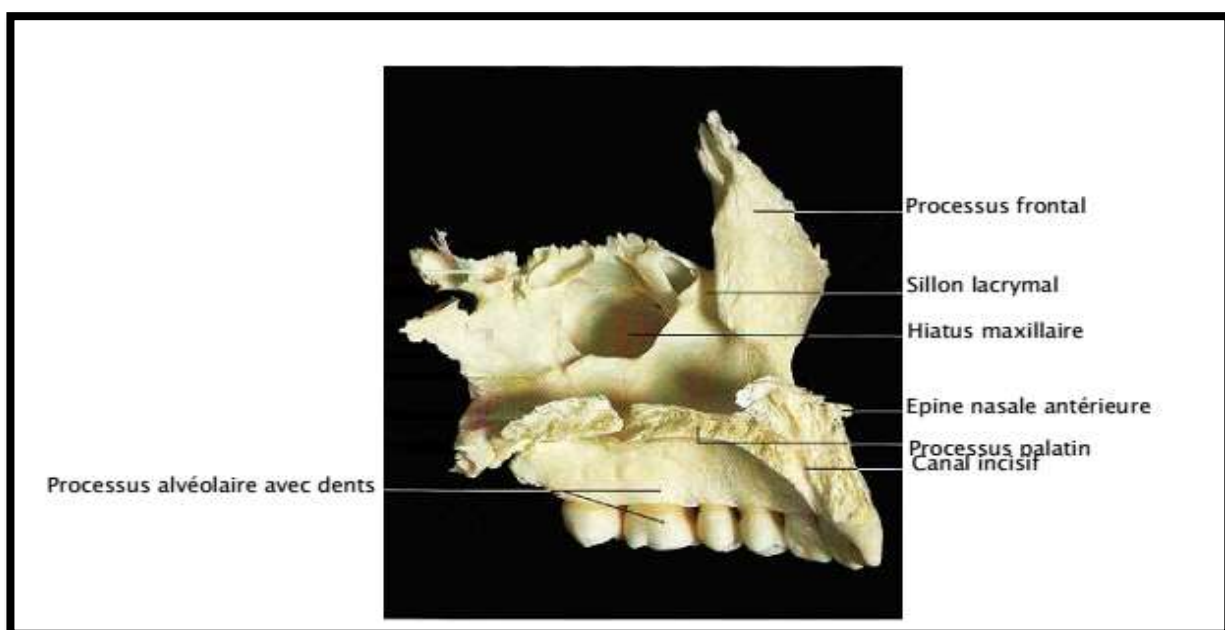 Processus frontal
Sillon lacrymal
Hiatus maxillaire
Epine nasale antérieure
Processus palatin
Canal incisif
Processus alvéolaire avec dents